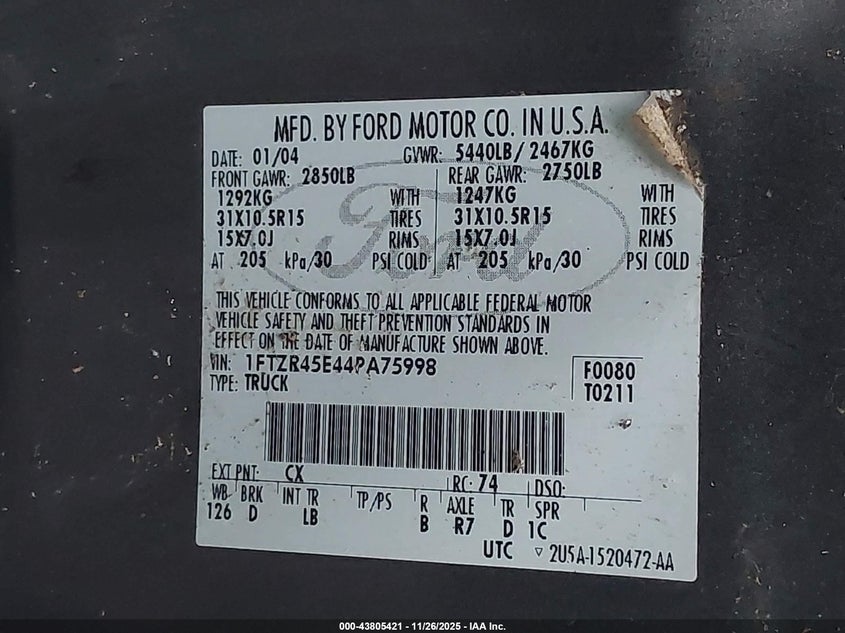 MFD. BY FORD MOTOR CO. IN U.S.A.
DATE: 01/04 GVWR: 5440LB/ 2467KG
FRONT GAWR: 2850LB REAR GAWR: 2750LB
1292KG WITH 1247KG WITH
31X10.5R15 TIRES 31X10.5R15 TIRES
15X7.0J RIMS 15X7.0J RIMS
AT 205 kPa/30 PSI COLD AT 205 kPa/30 PSI COLD
Ford
THIS VEHICLE CONFORMS TO ALL APPLICABLE FEDERAL MOTOR
VEHICLE SAFETY AND THEFT PREVENTION STANDARDS IN
EFFECT ON THE DATE OF MANUFACTURE SHOWN ABOVE.
VIN: 1FTZR45E44PA75998 F0080
TYPE: TRUCK T0211
EXT PNT: CX RC: 74 DSO:
WB BRK INT TR TP/PS R AXLE TR SPR
126 D LB B R7 D 1C
UTC ▽ 2U5A-1520472-AA
000-43805421 - 11/26/2025 - IAA Inc.